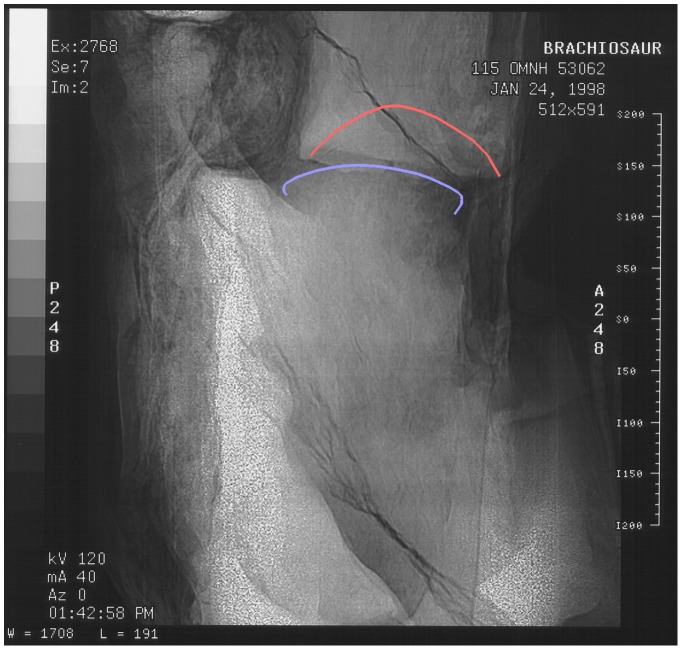 Ex:2768
Se:7
Im:2
BRACHIOSAUR
115 OMNH 53062
JAN 24, 1998
512x591
S200
S150
S100
S50
S0
I50
I100
I150
I200
P
2
4
8
A
2
4
8
kV 120
mA 40
Az 0
01:42:58 PM
W = 1708 L = 191